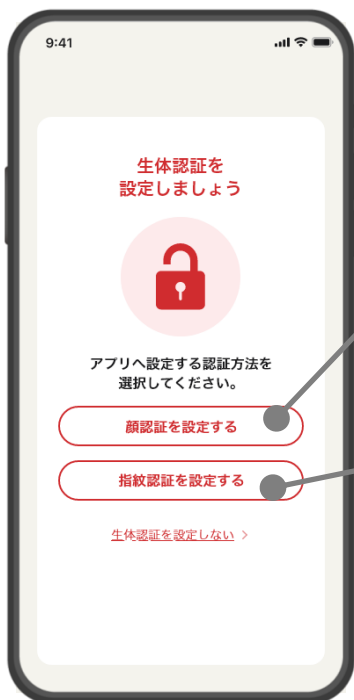 9:41
生体認証を
設定しましょう
アプリへ設定する認証方法を
選択してください。
顔認証を設定する
指紋認証を設定する
生体認証を設定しない >